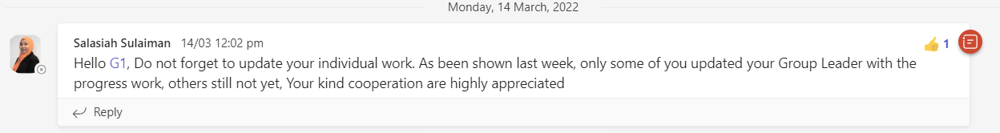 Monday, 14 March, 2022
Salasiah Sulaiman 14/03 12:02 pm
👍 1
Hello G1, Do not forget to update your individual work. As been shown last week, only some of you updated your Group Leader with the
progress work, others still not yet, Your kind cooperation are highly appreciated
Reply